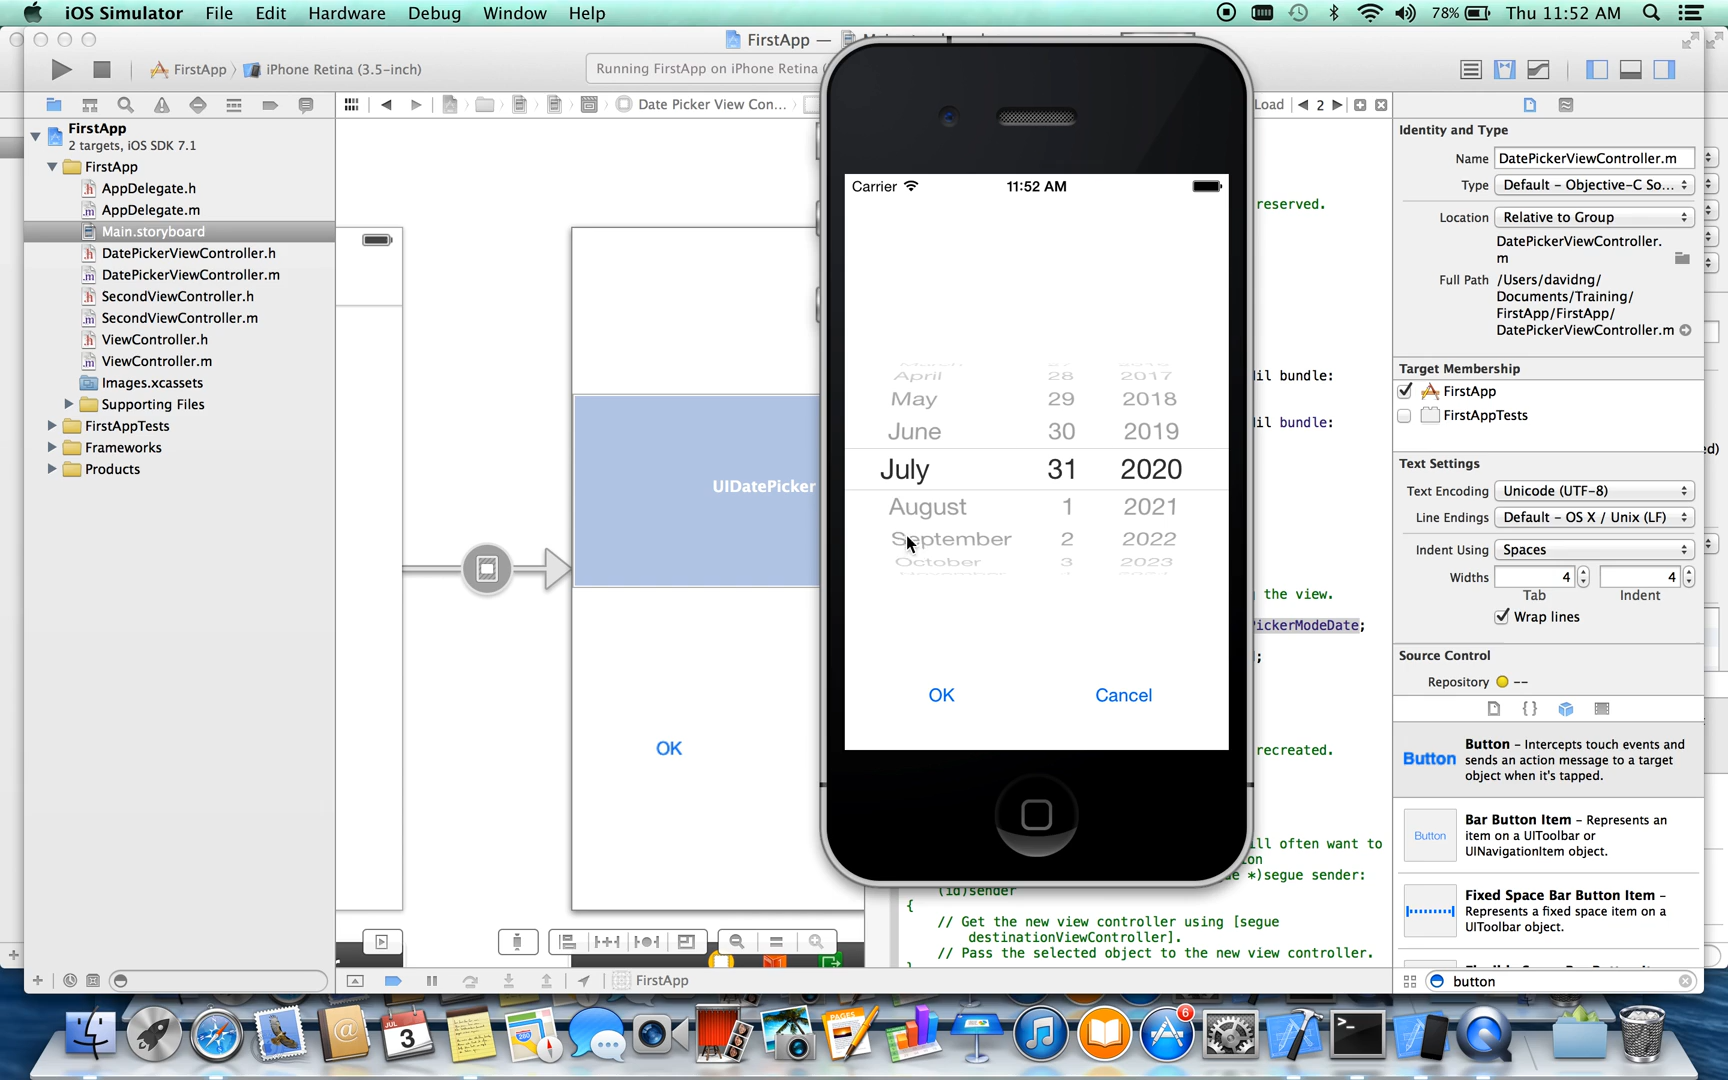 iOS Simulator File Edit Hardware Debug Window Help 78% Thu 11:52 AM
FirstApp —
FirstApp iPhone Retina (3.5-inch) Running FirstApp on iPhone Retina (
Date Picker View Con... Load 2
FirstApp
2 targets, iOS SDK 7.1
FirstApp
AppDelegate.h
AppDelegate.m
Main.storyboard
DatePickerViewController.h
DatePickerViewController.m
SecondViewController.h
SecondViewController.m
ViewController.h
ViewController.m
Images.xcassets
Supporting Files
FirstAppTests
Frameworks
Products
UIDatePicker
OK
Carrier 11:52 AM
April 28 2017
May 29 2018
June 30 2019
July 31 2020
August 1 2021
September 2 2022
October 3 2023
OK Cancel
reserved.
il bundle:
il bundle:
the view.
ickerModeDate;
;
recreated.
ill often want to
on
e *)segue sender:
(id)sender
{
// Get the new view controller using [segue
destinationViewController].
// Pass the selected object to the new view controller.
Identity and Type
Name DatePickerViewController.m
Type Default - Objective-C So...
Location Relative to Group
DatePickerViewController.
m
Full Path /Users/davidng/
Documents/Training/
FirstApp/FirstApp/
DatePickerViewController.m
Target Membership
FirstApp
FirstAppTests
Text Settings
Text Encoding Unicode (UTF-8)
Line Endings Default - OS X / Unix (LF)
Indent Using Spaces
Widths 4 4
Tab Indent
Wrap lines
Source Control
Repository --
Button Button - Intercepts touch events and
sends an action message to a target
object when it's tapped.
Button Bar Button Item - Represents an
item on a UIToolbar or
UINavigationItem object.
Fixed Space Bar Button Item -
Represents a fixed space item on a
UIToolbar object.
button
FirstApp
JUL
3
6